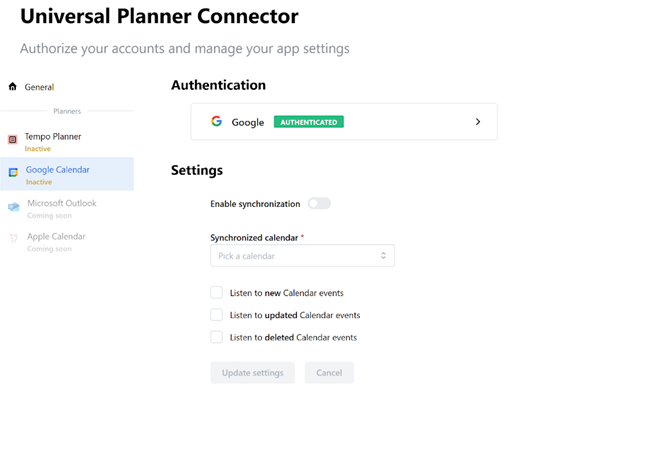 Universal Planner Connector
Authorize your accounts and manage your app settings
General
Planners
Tempo Planner
Inactive
Google Calendar
Inactive
Microsoft Outlook
Coming soon
Apple Calendar
Coming soon
Authentication
Google AUTHENTICATED
Settings
Enable synchronization
Synchronized calendar *
Pick a calendar
Listen to new Calendar events
Listen to updated Calendar events
Listen to deleted Calendar events
Update settings Cancel